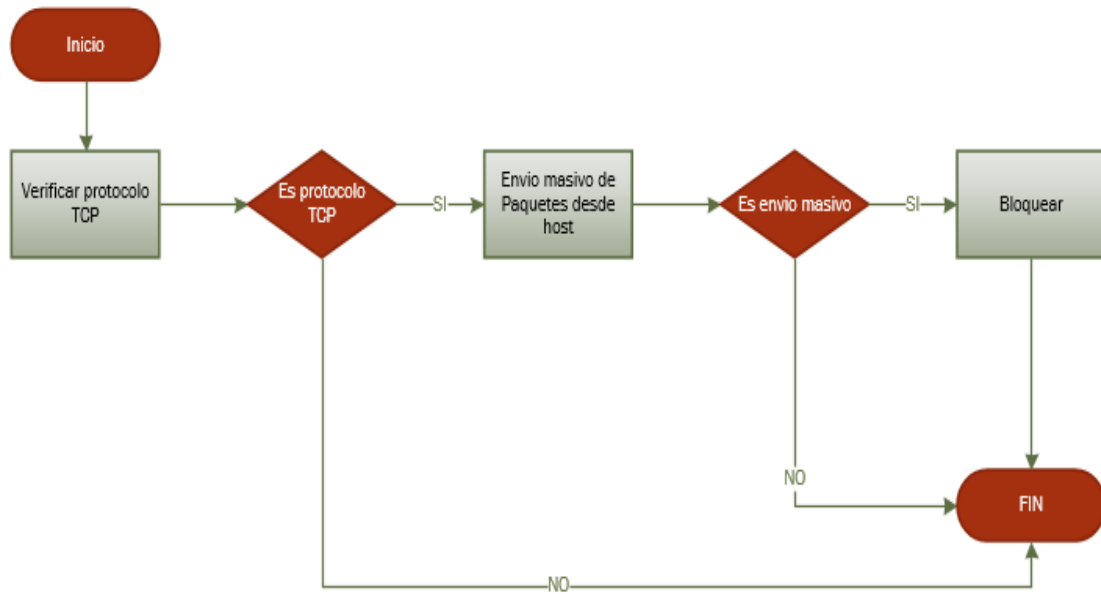 Inicio
Verificar protocolo
TCP
Es protocolo
TCP
SI
Envio masivo de
Paquetes desde
host
Es envio masivo
SI
Bloquear
NO
FIN
NO